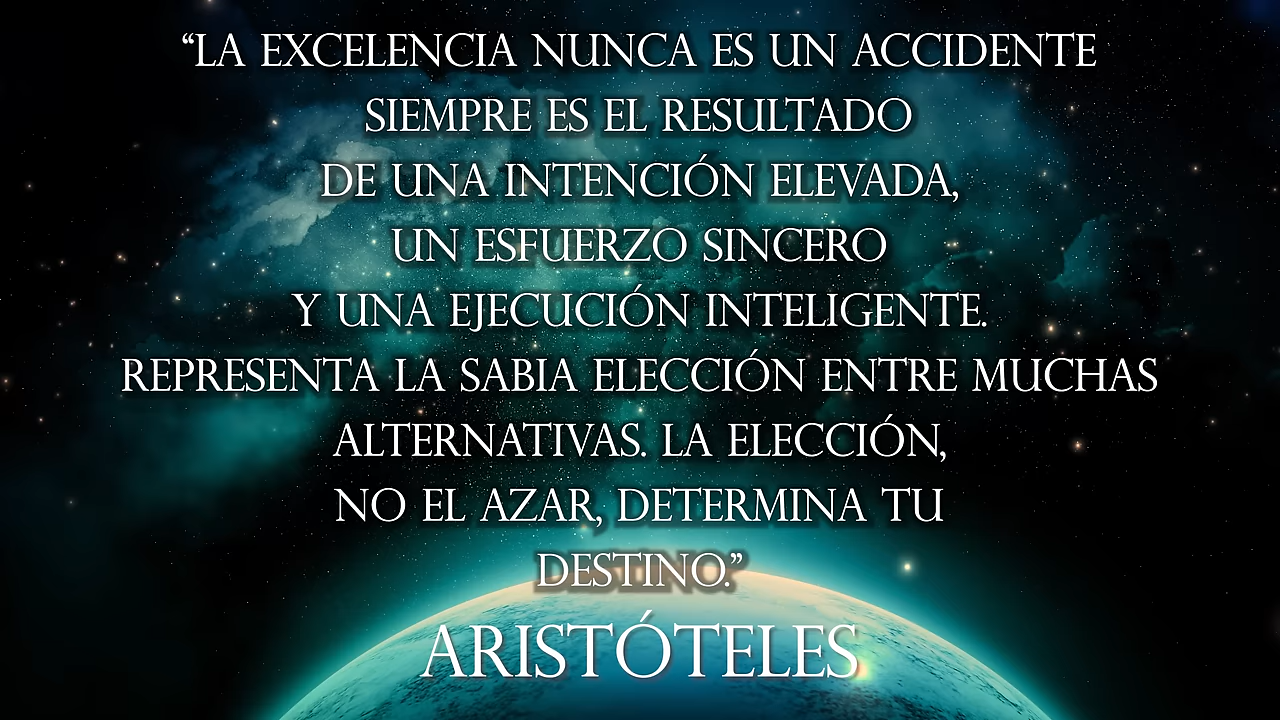 “LA EXCELENCIA NUNCA ES UN ACCIDENTE
SIEMPRE ES EL RESULTADO
DE UNA INTENCIÓN ELEVADA,
UN ESFUERZO SINCERO
Y UNA EJECUCIÓN INTELIGENTE.
REPRESENTA LA SABIA ELECCIÓN ENTRE MUCHAS
ALTERNATIVAS. LA ELECCIÓN,
NO EL AZAR, DETERMINA TU
DESTINO.”
ARISTÓTELES